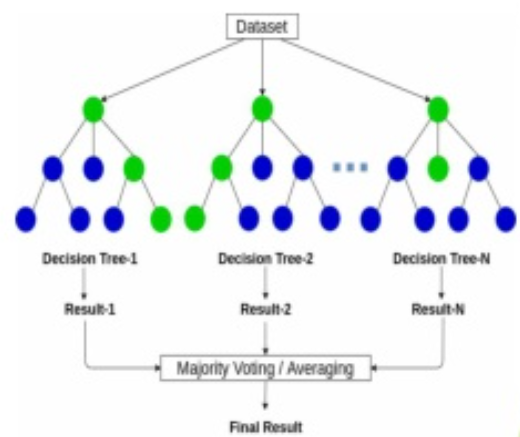 Dataset
Decision Tree-1
Decision Tree-2
Decision Tree-N
Result-1
Result-2
Result-N
Majority Voting / Averaging
Final Result